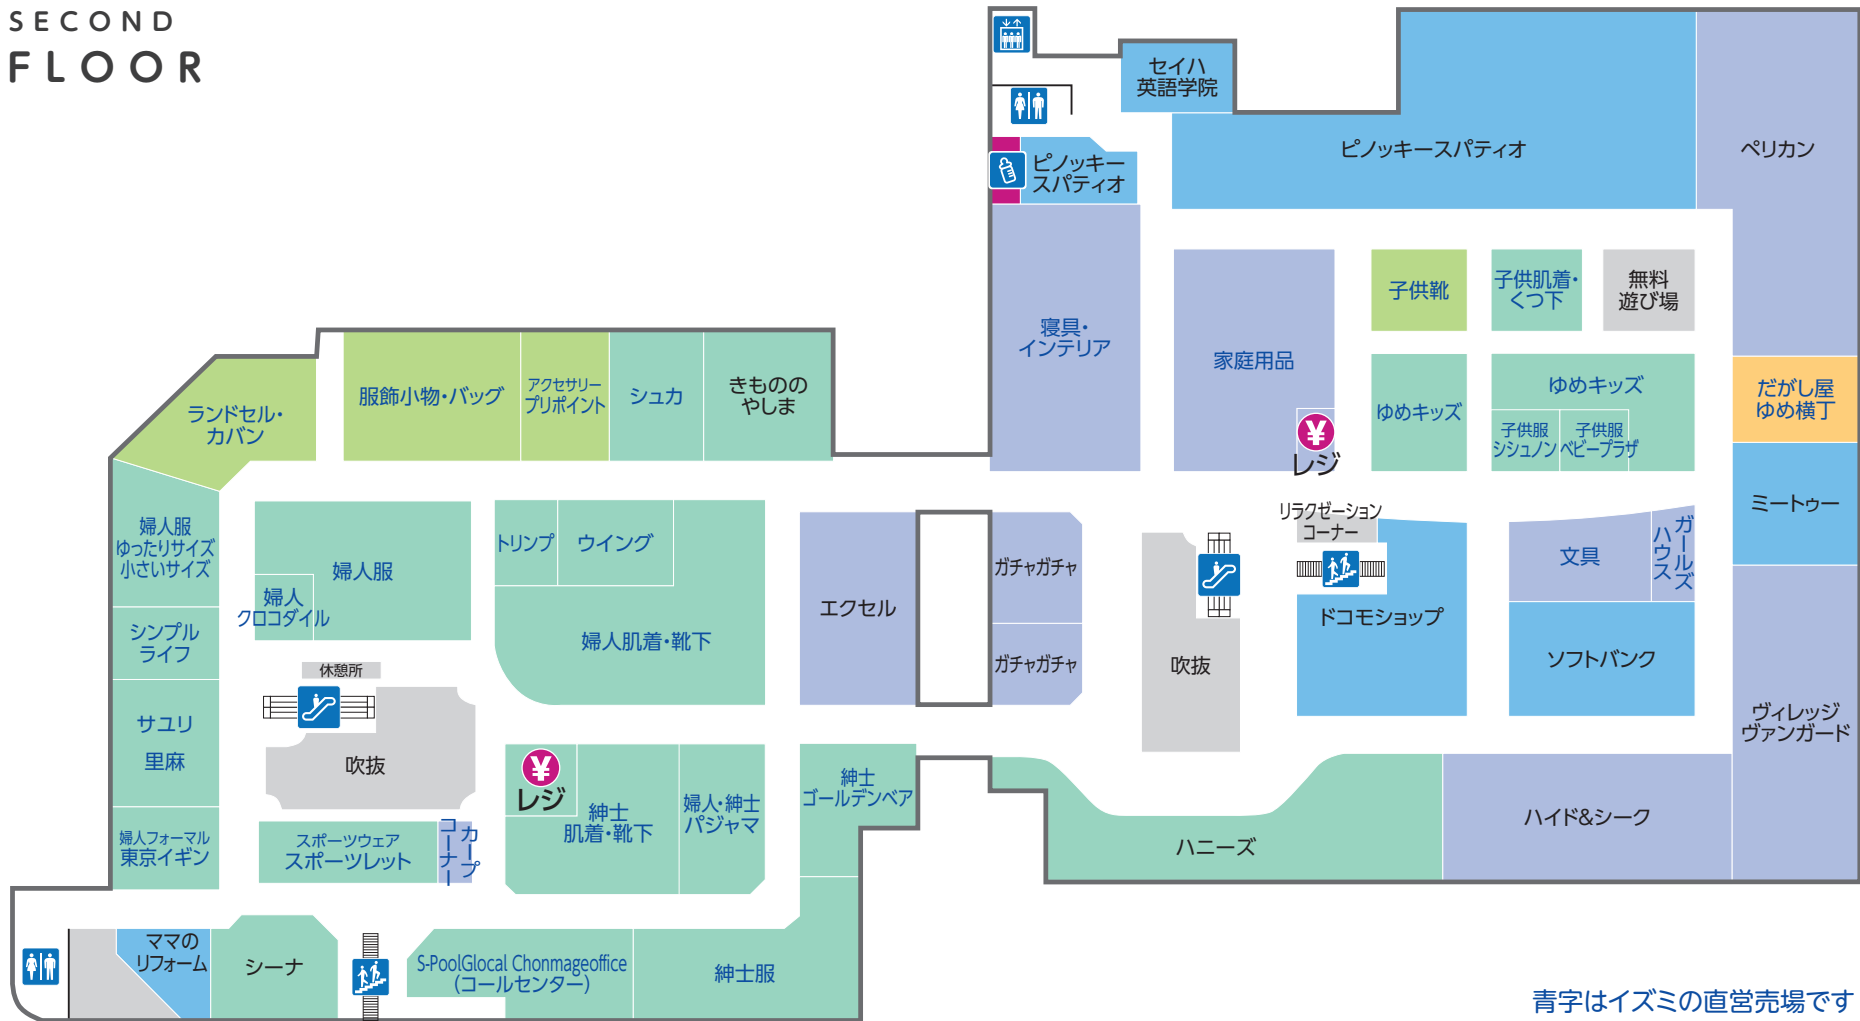 SECOND
FLOOR
セイハ
英語学院
ピノッキースパティオ
ペリカン
ピノッキー
スパティオ
寝具・
インテリア
家庭用品
レジ
子供靴
子供肌着・
くつ下
無料
遊び場
ゆめキッズ
ゆめキッズ
子供服
シシュノン
子供服
ベビープラザ
だがし屋
ゆめ横丁
ミートゥー
ランドセル・
カバン
服飾小物・バッグ
アクセサリー
プリポイント
シュカ
きものの
やしま
婦人服
ゆったりサイズ
小さいサイズ
婦人服
婦人
クロコダイル
トリンプ
ウイング
婦人肌着・靴下
エクセル
ガチャガチャ
ガチャガチャ
吹抜
リラクゼーション
コーナー
ドコモショップ
文具
ガールズ
ハウス
ソフトバンク
ヴィレッジ
ヴァンガード
シンプル
ライフ
サユリ
里麻
休憩所
吹抜
レジ
紳士
肌着・靴下
婦人・紳士
パジャマ
紳士
ゴールデンベア
ハニーズ
ハイド&シーク
婦人フォーマル
東京イギン
スポーツウェア
スポーツレット
カープ
コーナー
ママの
リフォーム
シーナ
S-PoolGlocal Chonmageoffice
(コールセンター)
紳士服
青字はイズミの直営売場です